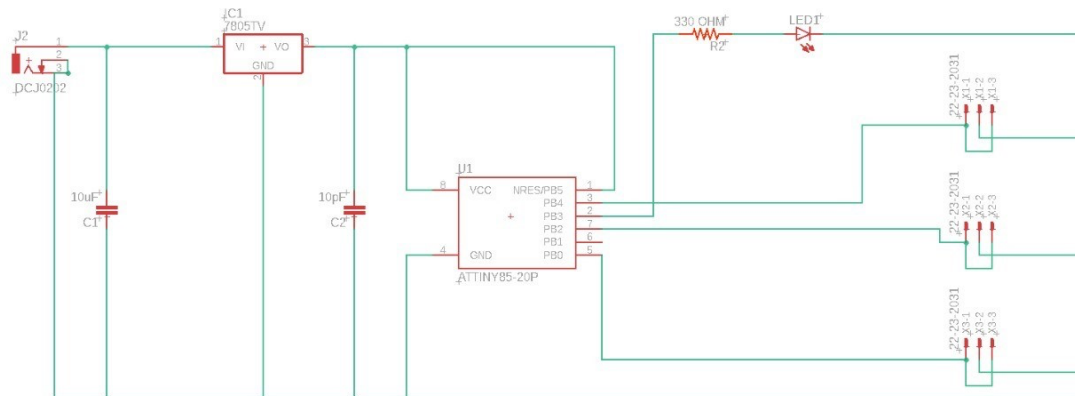 J2
1
2
3
DCJ0202
IC1
7805TV
1
VI
VO
3
GND
2
10uF
C1
10pF
C2
U1
8
VCC
4
GND
NRES/PB5
1
PB4
3
PB3
2
PB2
7
PB1
6
PB0
5
ATTINY85-20P
330 OHM
R2
LED1
22-23-2031
X1-1
X1-2
X1-3
22-23-2031
X2-1
X2-2
X2-3
22-23-2031
X3-1
X3-2
X3-3